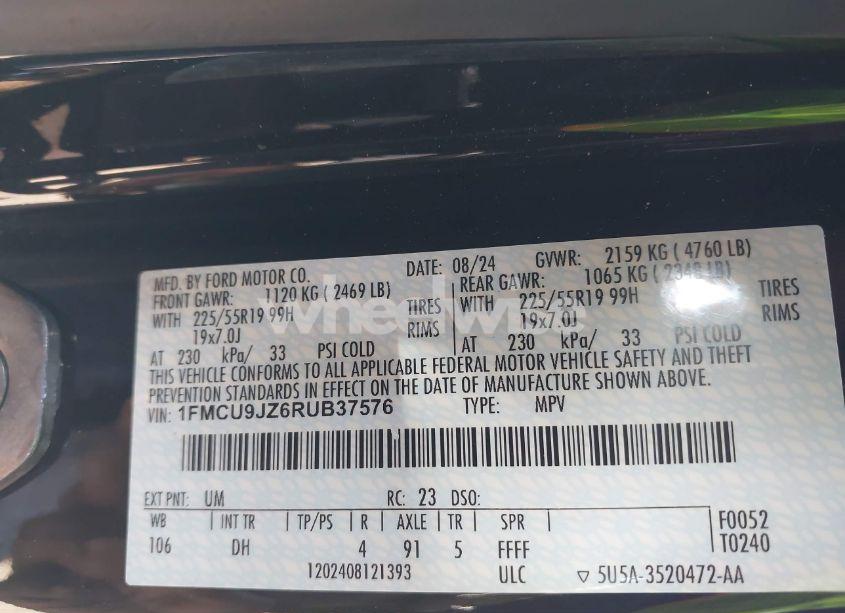 MFD. BY FORD MOTOR CO. DATE: 08/24 GVWR: 2159 KG ( 4760 LB)
FRONT GAWR: 1120 KG ( 2469 LB) REAR GAWR: 1065 KG ( 2348 LB)
WITH 225/55R19 99H TIRES WITH 225/55R19 99H TIRES
19x7.0J RIMS 19x7.0J RIMS
AT 230 kPa/ 33 PSI COLD AT 230 kPa/ 33 PSI COLD
THIS VEHICLE CONFORMS TO ALL APPLICABLE FEDERAL MOTOR VEHICLE SAFETY AND THEFT
PREVENTION STANDARDS IN EFFECT ON THE DATE OF MANUFACTURE SHOWN ABOVE.
VIN: 1FMCU9JZ6RUB37576 TYPE: MPV
EXT PNT: UM RC: 23 DSO:
WB INT TR TP/PS R AXLE TR SPR F0052
106 DH 4 91 5 FFFF T0240
1202408121393 ULC 5U5A-3520472-AA
wheelwire